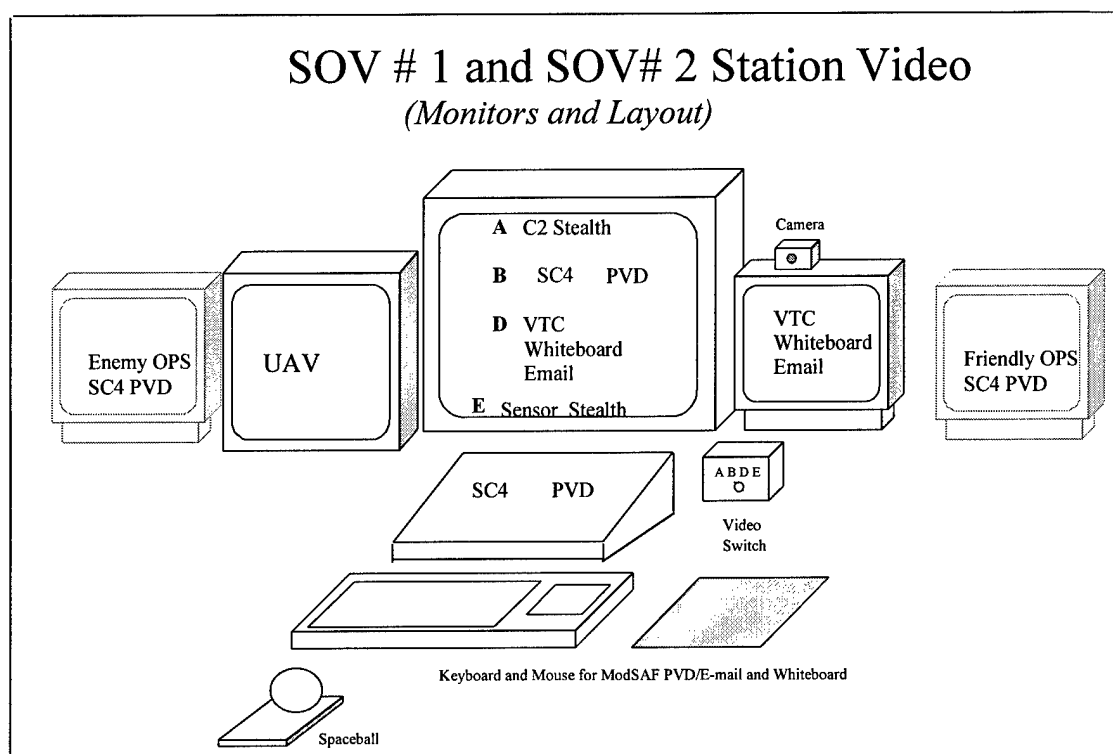 SOV # 1 and SOV# 2 Station Video
(Monitors and Layout)
Enemy OPS
SC4 PVD
UAV
A C2 Stealth
B SC4 PVD
D VTC
Whiteboard
Email
E Sensor Stealth
Camera
VTC
Whiteboard
Email
Friendly OPS
SC4 PVD
SC4 PVD
A B D E
Video
Switch
Keyboard and Mouse for ModSAF PVD/E-mail and Whiteboard
Spaceball